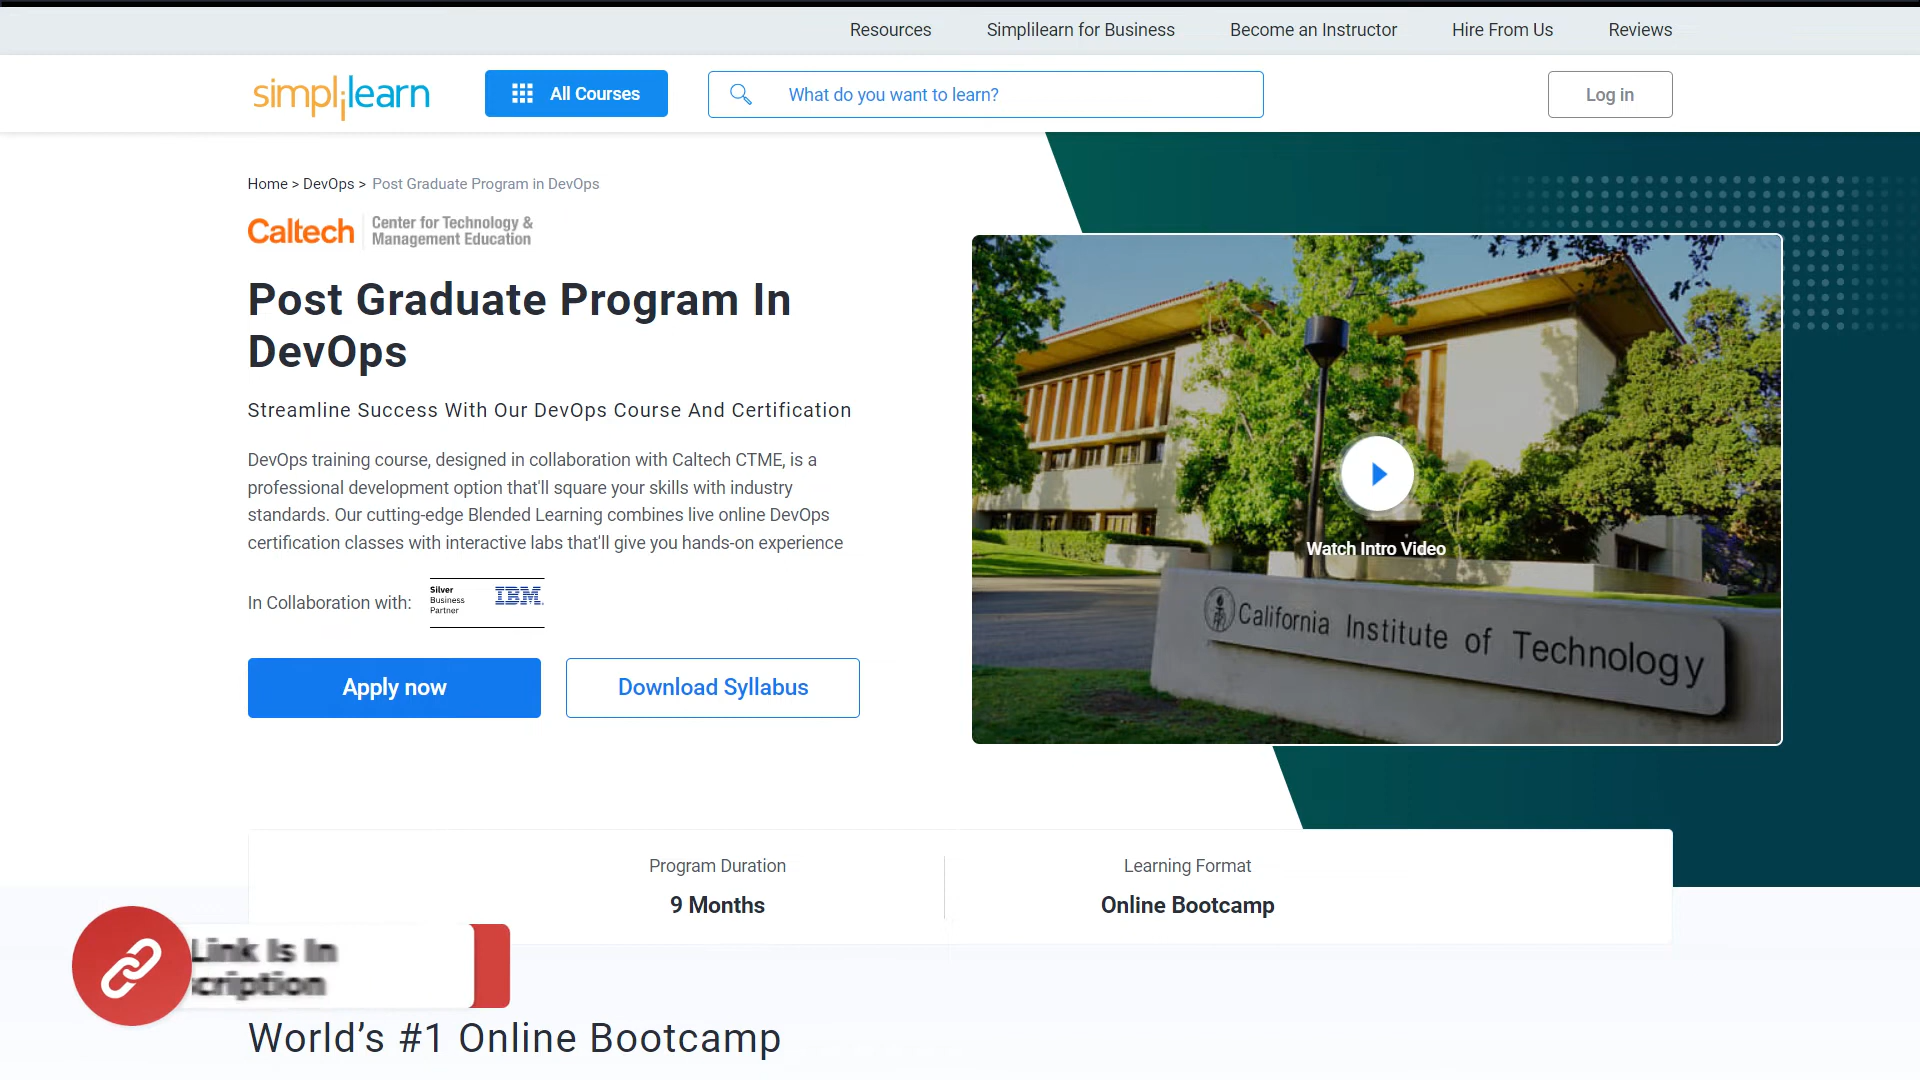 Resources Simplilearn for Business Become an Instructor Hire From Us Reviews
simplilearn All Courses What do you want to learn? Log in
Home > DevOps > Post Graduate Program in DevOps
Caltech Center for Technology &
Management Education
Post Graduate Program In
DevOps
Streamline Success With Our DevOps Course And Certification
DevOps training course, designed in collaboration with Caltech CTME, is a
professional development option that'll square your skills with industry
standards. Our cutting-edge Blended Learning combines live online DevOps
certification classes with interactive labs that'll give you hands-on experience
In Collaboration with:
Silver
Business
Partner
IBM
Apply now Download Syllabus
Watch Intro Video
California Institute of Technology
Program Duration
9 Months
Learning Format
Online Bootcamp
Link Is In
cription
World's #1 Online Bootcamp